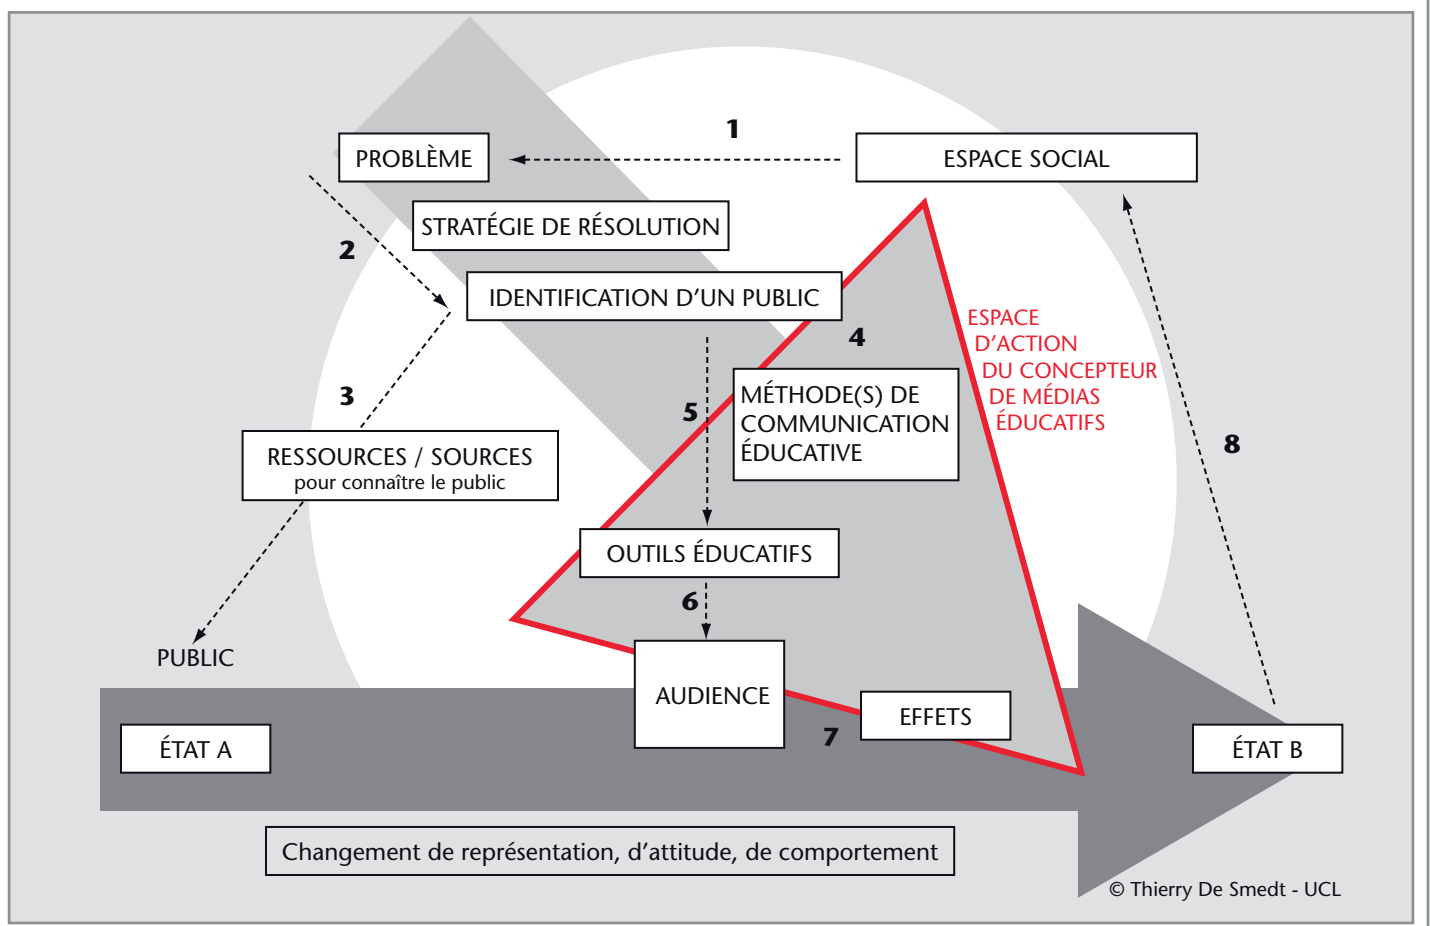 1
PROBLÈME
ESPACE SOCIAL
STRATÉGIE DE RÉSOLUTION
2
IDENTIFICATION D’UN PUBLIC
4
ESPACE
D’ACTION
DU CONCEPTEUR
DE MÉDIAS
ÉDUCATIFS
3
5
MÉTHODE(S) DE
COMMUNICATION
ÉDUCATIVE
8
RESSOURCES / SOURCES
pour connaître le public
OUTILS ÉDUCATIFS
6
PUBLIC
AUDIENCE
EFFETS
7
ÉTAT A
ÉTAT B
Changement de représentation, d’attitude, de comportement
© Thierry De Smedt - UCL